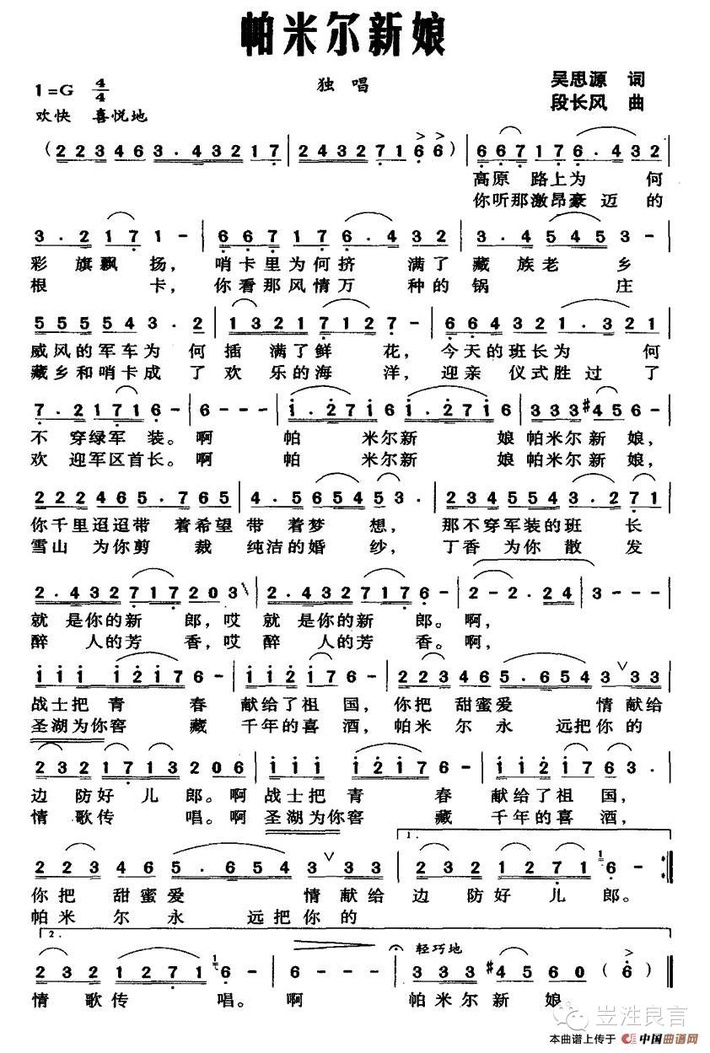 帕米尔新娘
1=G 4/4
独唱
吴思源 词
欢快 喜悦地
段长风 曲
(2 2 3 4 6 3 . 4 3 2 1 7 | 2 4 3 2 7 1 6 6) | 6 6 7 1 7 6 . 4 3 2
高原 路上为 何
你听那激昂豪 迈 的
3 . 2 1 7 1 - | 6 6 7 1 7 6 . 4 3 2 | 3 . 4 5 4 5 3
彩 旗 飘 扬, 哨卡里为何挤 满了 藏 族 老 乡
根 卡, 你看那风情万 种的 锅 庄
5 5 5 5 5 4 3 . 2 | 1 3 2 1 7 1 2 7 - | 6 6 4 3 2 1 . 3 2 1
威风的军车为 何 插 满了鲜 花, 今天的班长为 何
藏乡和哨卡成 了 欢 乐的海 洋, 迎亲 仪式胜过 了
7 . 2 1 7 1 6 - | 6 - - - | i . 2 7 i 6 i . 2 7 i 6 | 3 3 3 #4 5 6 -
不 穿绿军 装。啊 帕 米尔新 娘 帕米尔新 娘,
欢 迎军区首长。啊 帕 米尔新 娘 帕米尔新 娘,
2 2 2 4 6 5 . 7 6 5 | 4 . 5 6 5 4 5 3 . | 2 3 4 5 5 4 3 . 2 7 1
你千里迢迢带 着希望 带 着梦 想, 那不穿军装的班 长
雪山 为你剪 裁 纯洁的婚 纱, 丁香 为你 散 发
2 . 4 3 2 7 1 7 2 0 3 | 2 . 4 3 2 7 1 7 6 - | 2 - 2 . 2 4 | 3 - - -
就 是你的新 郎,哎 就 是你的新 郎。啊,
醉 人的芳 香,哎 醉 人的芳 香。啊,
i i i i 2 i 7 6 - | i i 2 i 7 6 - | 2 2 3 4 6 5 . 6 5 4 3 3 3
战士把 青 春 献给了祖 国, 你把 甜蜜爱 情献给
圣湖为你窖 藏 千年的喜 酒, 帕米尔永 远把你的
2 3 2 1 7 1 3 2 0 6 | i i i i 2 i 7 6 - | i i 2 i 7 6 -
边 防好 儿 郎。啊 战士把 青 春 献给了祖 国,
情 歌传 唱。啊 圣湖为你窖 藏 千年的喜 酒,
1.
2 2 3 4 6 5 . 6 5 4 3 3 3 | 2 3 2 1 2 7 1 6 - :‖
你把 甜蜜爱 情献给 边 防好 儿 郎。
帕米尔永 远把你的
2. 轻巧地
2 3 2 1 2 7 1 6 - | 6 - - - | 3 3 3 #4 5 6 0 (6) ‖
情 歌传 唱。啊 帕米尔新 娘
岦泩良言
本曲谱上传于 中国曲谱网